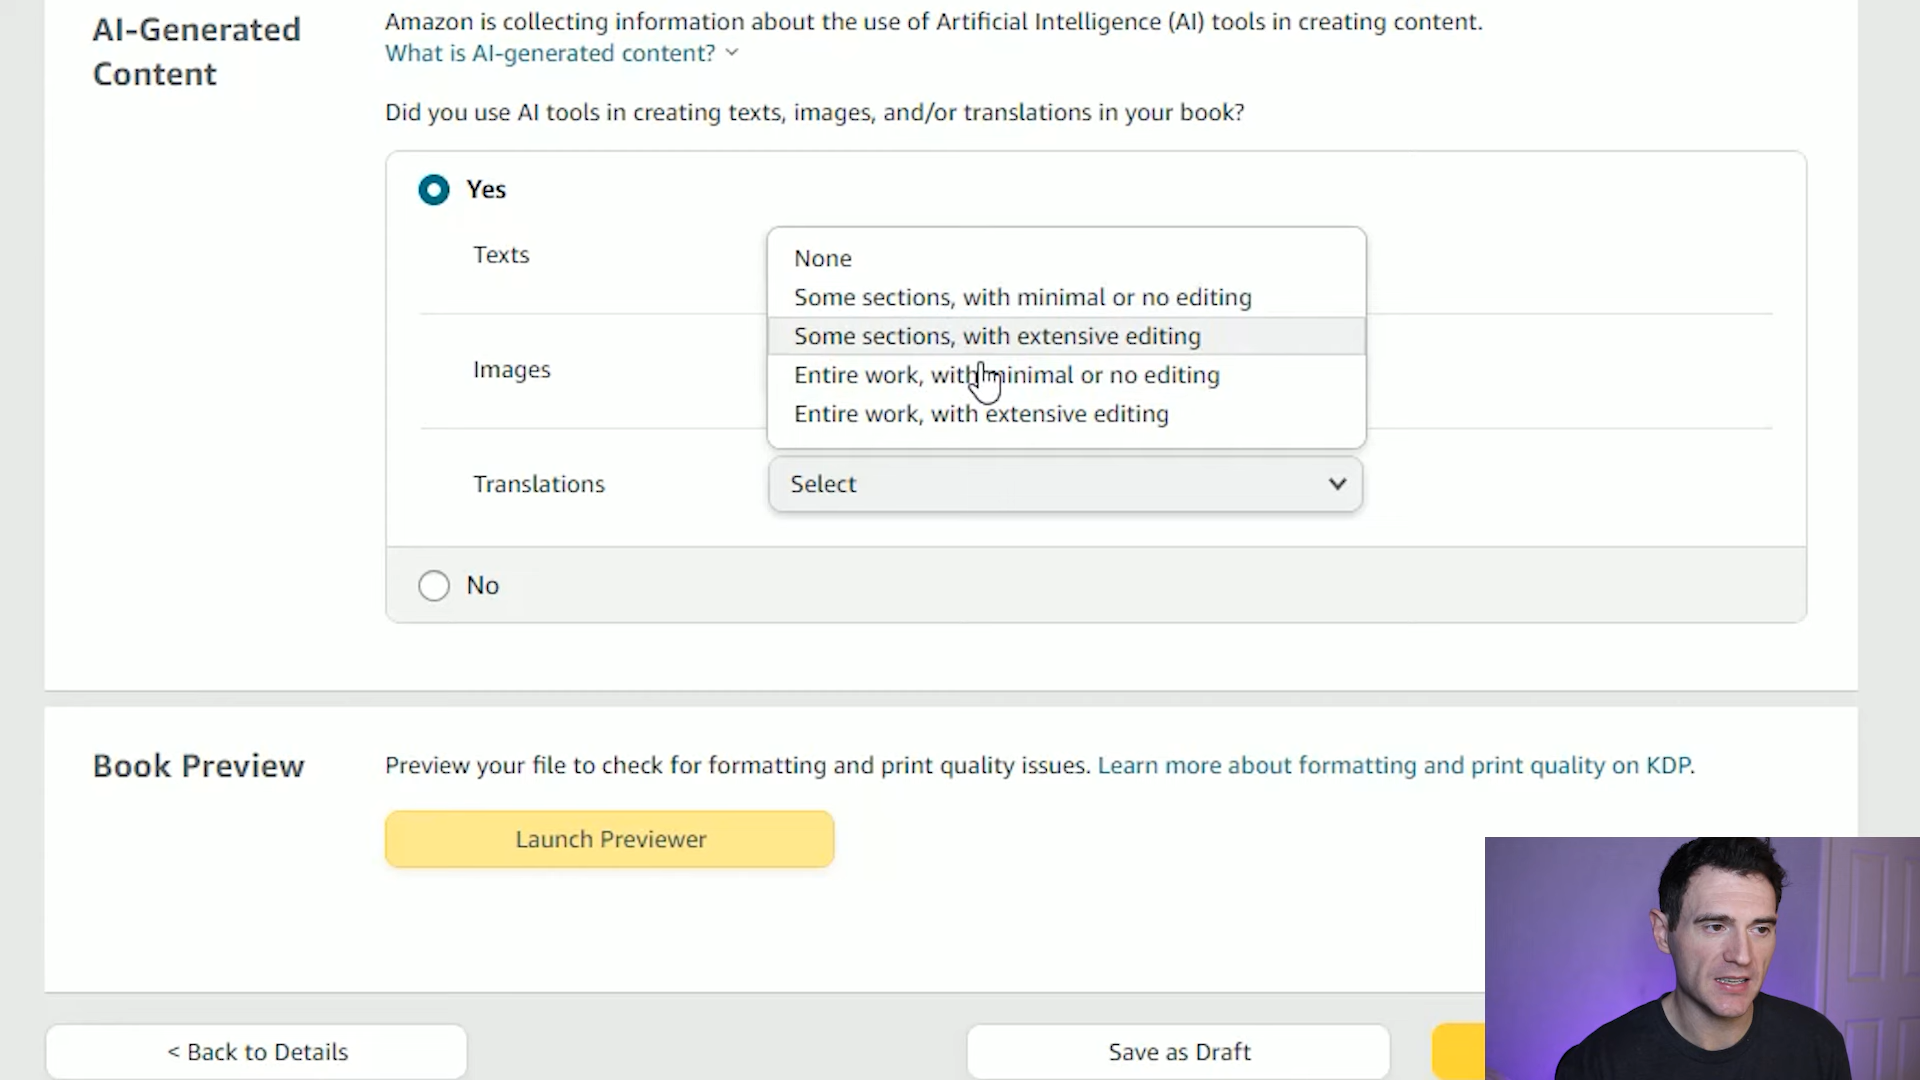 AI-Generated
Content
Amazon is collecting information about the use of Artificial Intelligence (AI) tools in creating content.
What is AI-generated content?
Did you use AI tools in creating texts, images, and/or translations in your book?
Yes
Texts
None
Some sections, with minimal or no editing
Some sections, with extensive editing
Images
Entire work, with minimal or no editing
Entire work, with extensive editing
Translations
Select
No
Book Preview
Preview your file to check for formatting and print quality issues. Learn more about formatting and print quality on KDP.
Launch Previewer
< Back to Details
Save as Draft